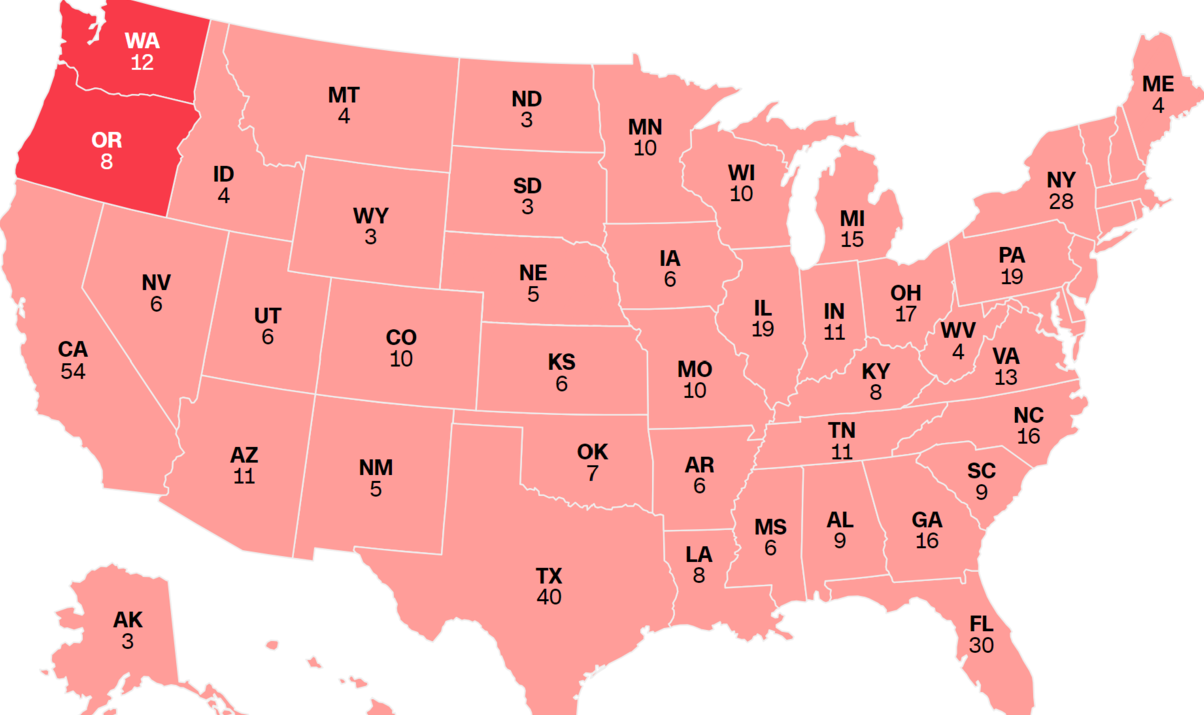 WA
12
ME
4
MT
4
ND
3
MN
10
OR
8
ID
4
WI
10
NY
28
SD
3
WY
3
MI
15
IA
6
PA
19
NE
5
NV
6
OH
17
IL
19
IN
11
UT
6
CO
10
WV
4
VA
13
CA
54
KS
6
MO
10
KY
8
NC
16
TN
11
AZ
11
NM
5
OK
7
AR
6
SC
9
MS
6
AL
9
GA
16
LA
8
TX
40
AK
3
FL
30